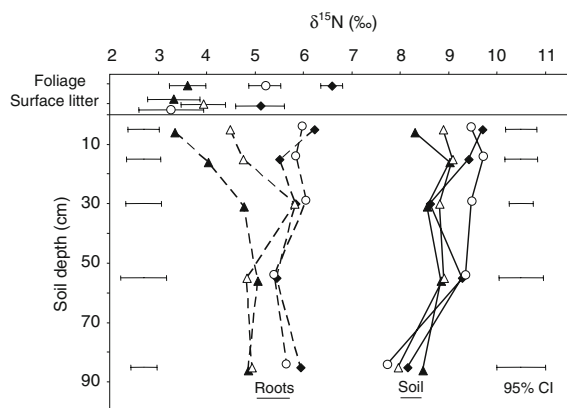 δ¹⁵N (‰)
2 3 4 5 6 7 8 9 10 11
Foliage
Surface litter
Soil depth (cm)
10
30
50
70
90
Roots Soil 95% CI